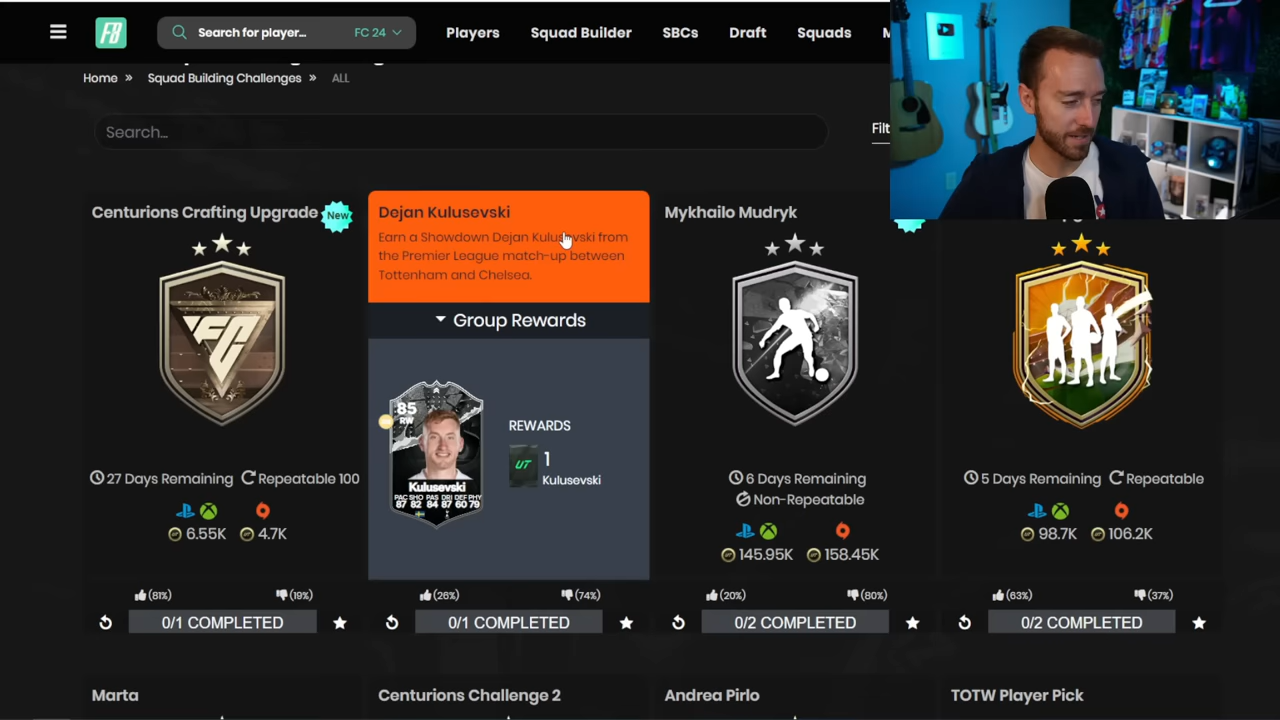 FB
Search for player...
FC 24
Players
Squad Builder
SBCs
Draft
Squads
Home » Squad Building Challenges » ALL
Search...
Centurions Crafting Upgrade
New
FC
27 Days Remaining
Repeatable 100
6.55K
4.7K
(81%)
(19%)
0/1 COMPLETED
Dejan Kulusevski
Earn a Showdown Dejan Kulusevski from
the Premier League match-up between
Tottenham and Chelsea.
Group Rewards
85
RW
Kulusevski
PAC SHO PAS DRI DEF PHY
87 82 84 87 60 79
REWARDS
UT
1
Kulusevski
(26%)
(74%)
0/1 COMPLETED
Mykhailo Mudryk
6 Days Remaining
Non-Repeatable
145.95K
158.45K
(20%)
(80%)
0/2 COMPLETED
5 Days Remaining
Repeatable
98.7K
106.2K
(63%)
(37%)
0/2 COMPLETED
Marta
Centurions Challenge 2
Andrea Pirlo
TOTW Player Pick